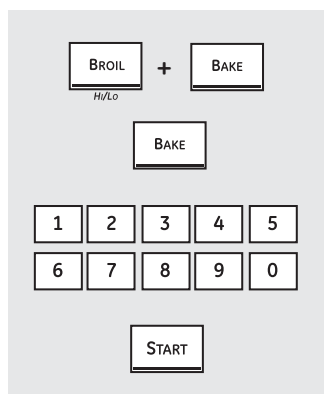 BROIL + BAKE
HI/LO
BAKE
1 2 3 4 5
6 7 8 9 0
START